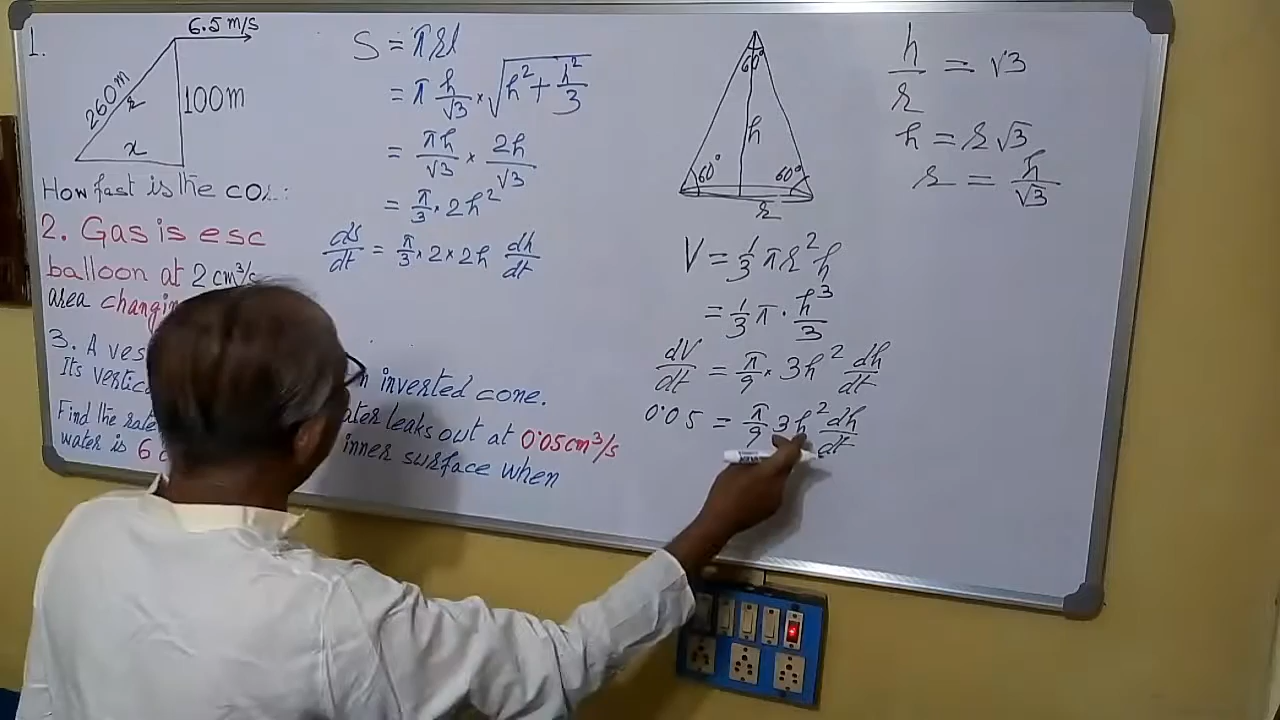 1.
6.5 m/s
260m
r
100m
x
How fast is the
2. Gas is esc
balloon at 2 cm³/s
area changin
3. A ves
Its vertic
inverted cone.
Find the rate
ater leaks out at 0.05cm³/s
water is 6
inner surface when
S = πrl
= π h/√3 × √(h² + h²/3)
= πh/√3 × 2h/√3
= π/3 · 2h²
ds/dt = π/3 × 2 × 2h dh/dt
60°
h
60° 60°
r
V = 1/3 πr²h
= 1/3 π · h³/3
dV/dt = π/9 × 3h² dh/dt
0.05 = π/9 3h² dh/dt
h/r = √3
h = r√3
r = h/√3